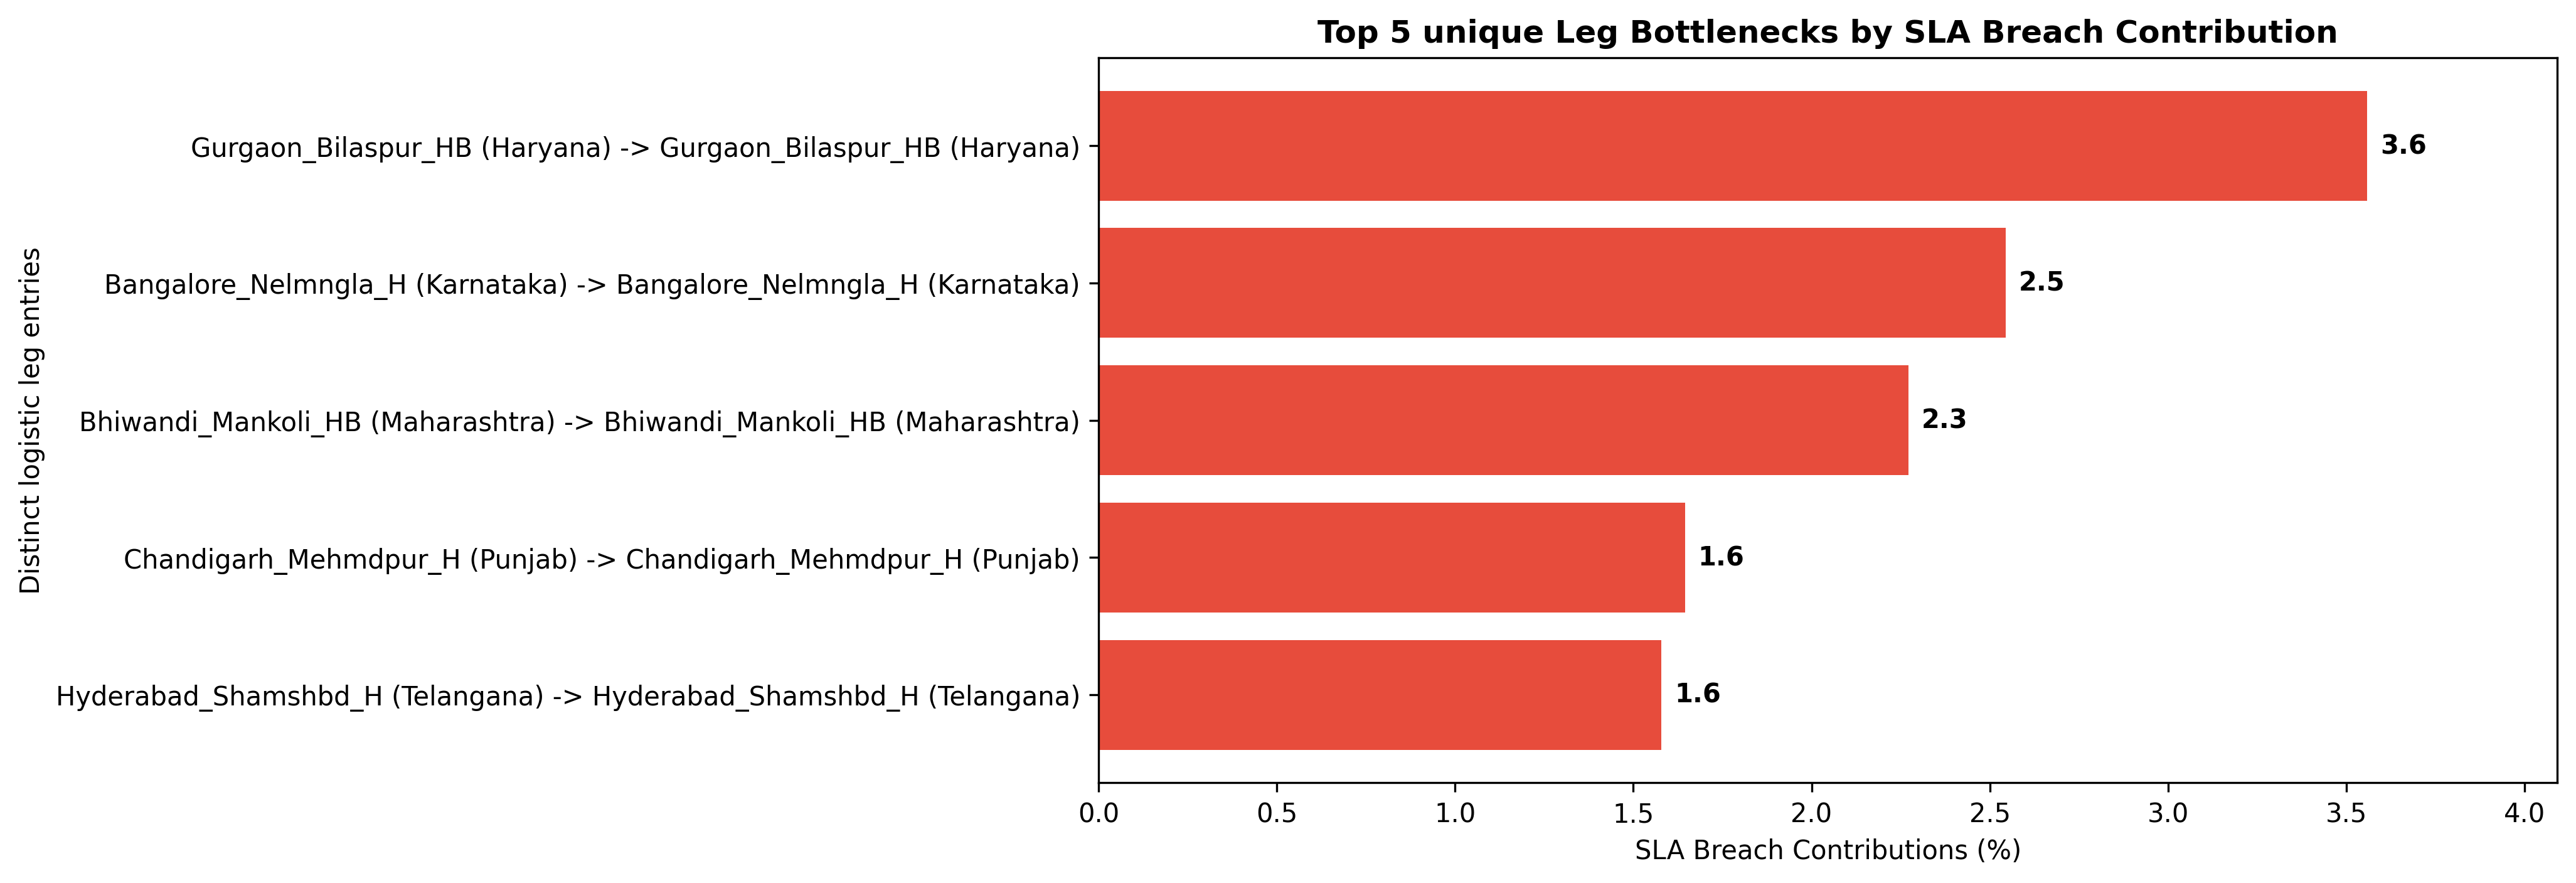 Top 5 unique Leg Bottlenecks by SLA Breach Contribution
Distinct logistic leg entries
Gurgaon_Bilaspur_HB (Haryana) -> Gurgaon_Bilaspur_HB (Haryana)
3.6
Bangalore_Nelmngla_H (Karnataka) -> Bangalore_Nelmngla_H (Karnataka)
2.5
Bhiwandi_Mankoli_HB (Maharashtra) -> Bhiwandi_Mankoli_HB (Maharashtra)
2.3
Chandigarh_Mehmdpur_H (Punjab) -> Chandigarh_Mehmdpur_H (Punjab)
1.6
Hyderabad_Shamshbd_H (Telangana) -> Hyderabad_Shamshbd_H (Telangana)
1.6
0.0 0.5 1.0 1.5 2.0 2.5 3.0 3.5 4.0
SLA Breach Contributions (%)